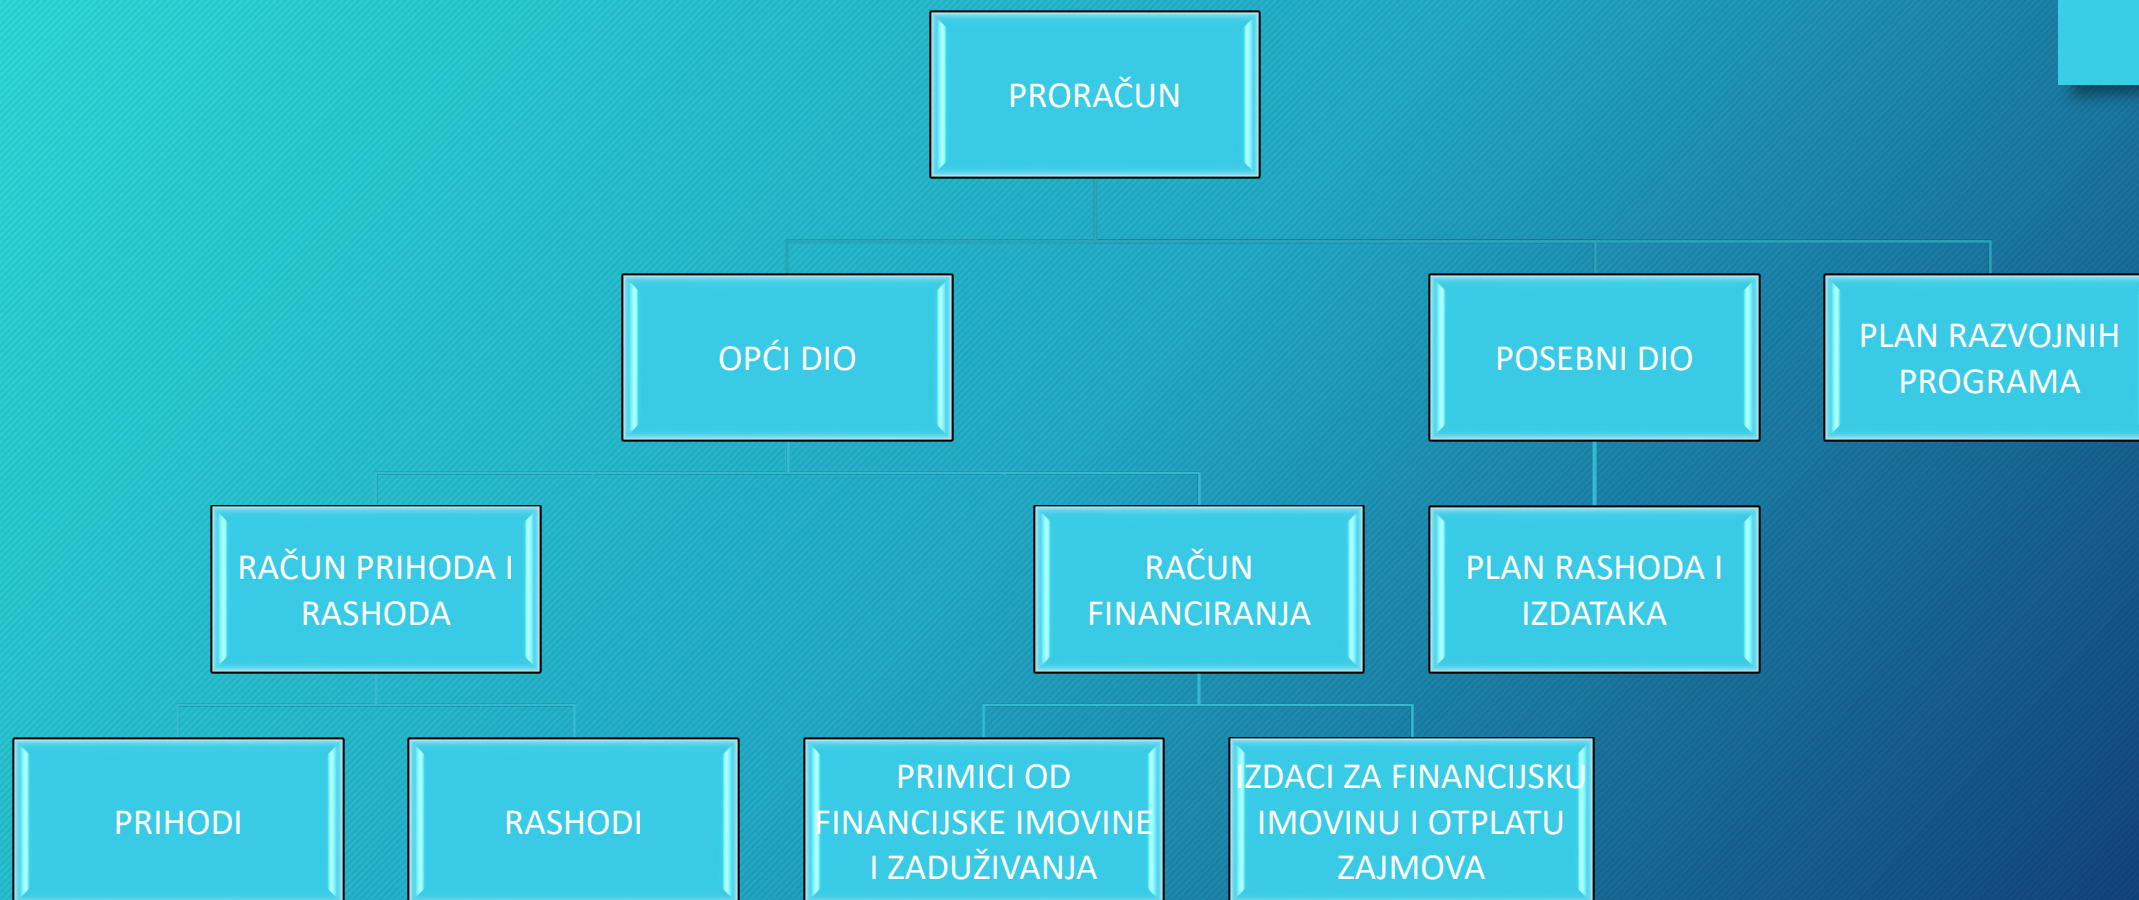 PRORAČUN
OPĆI DIO
POSEBNI DIO
PLAN RAZVOJNIH
PROGRAMA
RAČUN PRIHODA I
RASHODA
RAČUN
FINANCIRANJA
PLAN RASHODA I
IZDATAKA
PRIHODI
RASHODI
PRIMICI OD
FINANCIJSKE IMOVINE
I ZADUŽIVANJA
IZDACI ZA FINANCIJSKU
IMOVINU I OTPLATU
ZAJMOVA